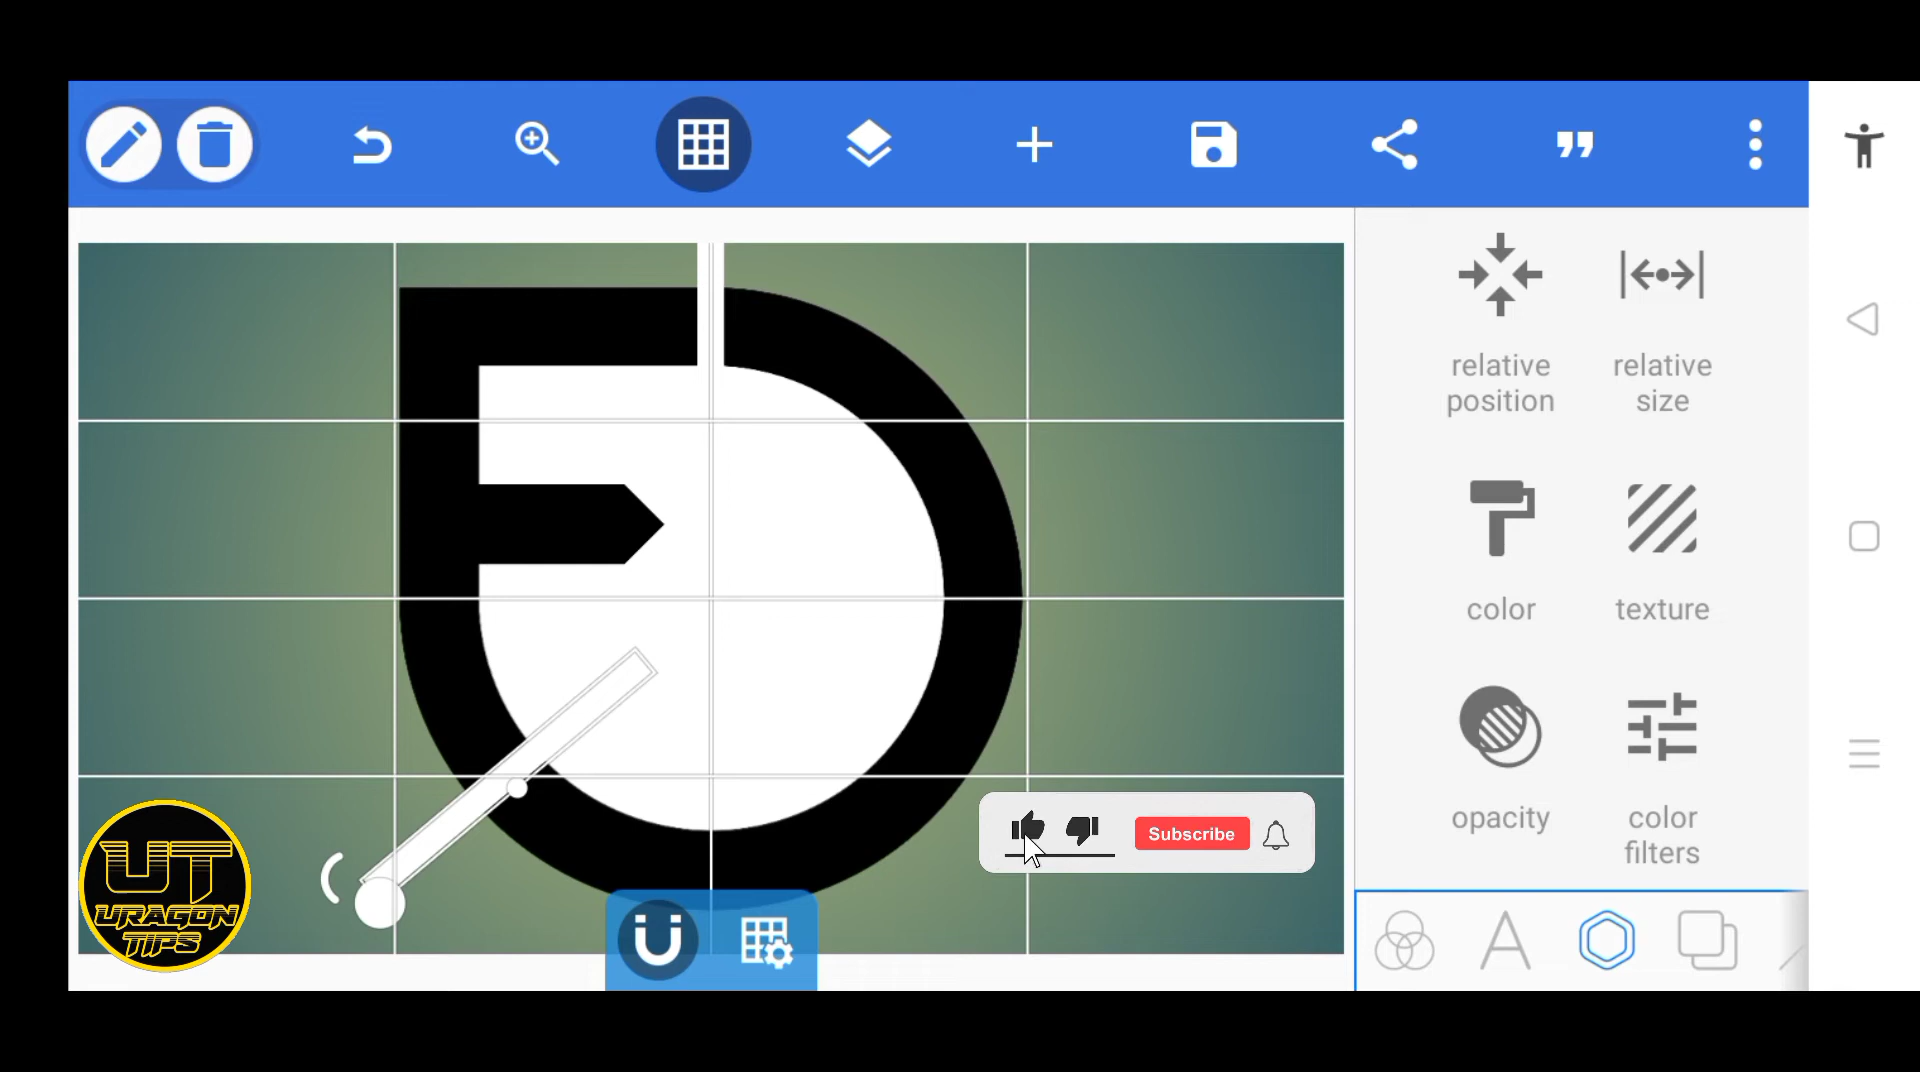 relative
position
relative
size
color
texture
opacity
color
filters
Subscribe
UT
URAGON
TIPS